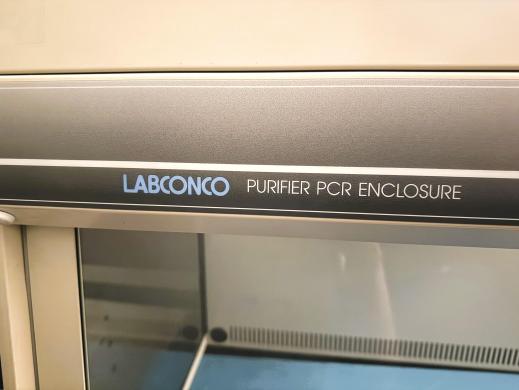 LABCONCO PURIFIER PCR ENCLOSURE